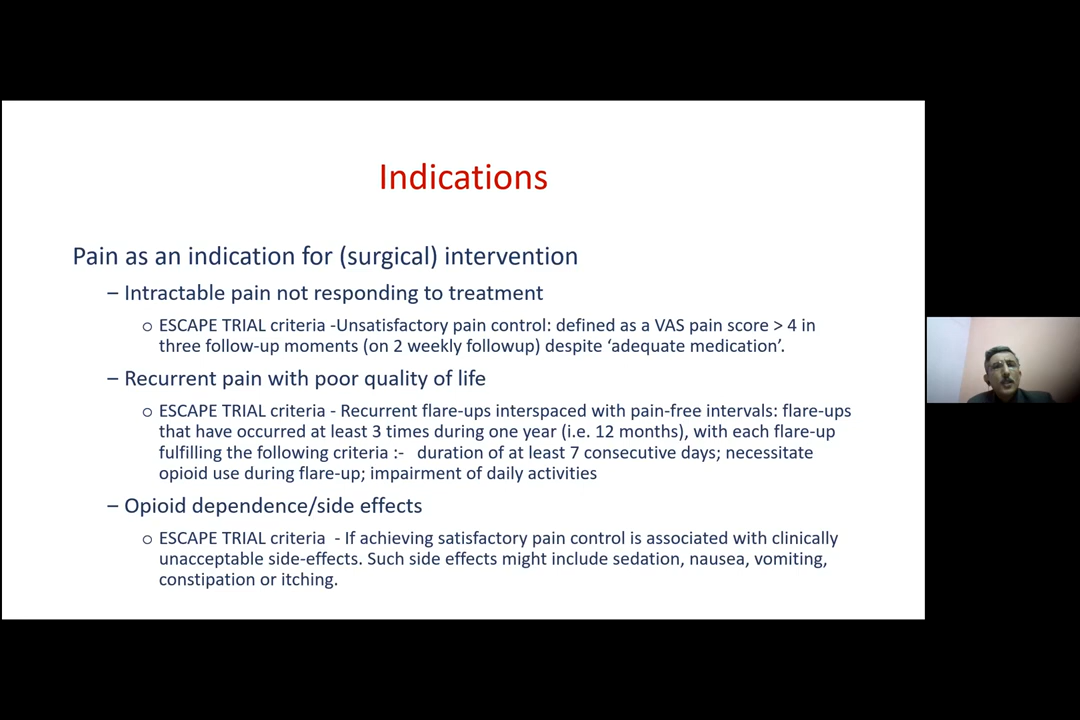 Indications
Pain as an indication for (surgical) intervention
– Intractable pain not responding to treatment
o ESCAPE TRIAL criteria -Unsatisfactory pain control: defined as a VAS pain score > 4 in
three follow-up moments (on 2 weekly followup) despite ‘adequate medication’.
– Recurrent pain with poor quality of life
o ESCAPE TRIAL criteria - Recurrent flare-ups interspaced with pain-free intervals: flare-ups
that have occurred at least 3 times during one year (i.e. 12 months), with each flare-up
fulfilling the following criteria :- duration of at least 7 consecutive days; necessitate
opioid use during flare-up; impairment of daily activities
– Opioid dependence/side effects
o ESCAPE TRIAL criteria - If achieving satisfactory pain control is associated with clinically
unacceptable side-effects. Such side effects might include sedation, nausea, vomiting,
constipation or itching.